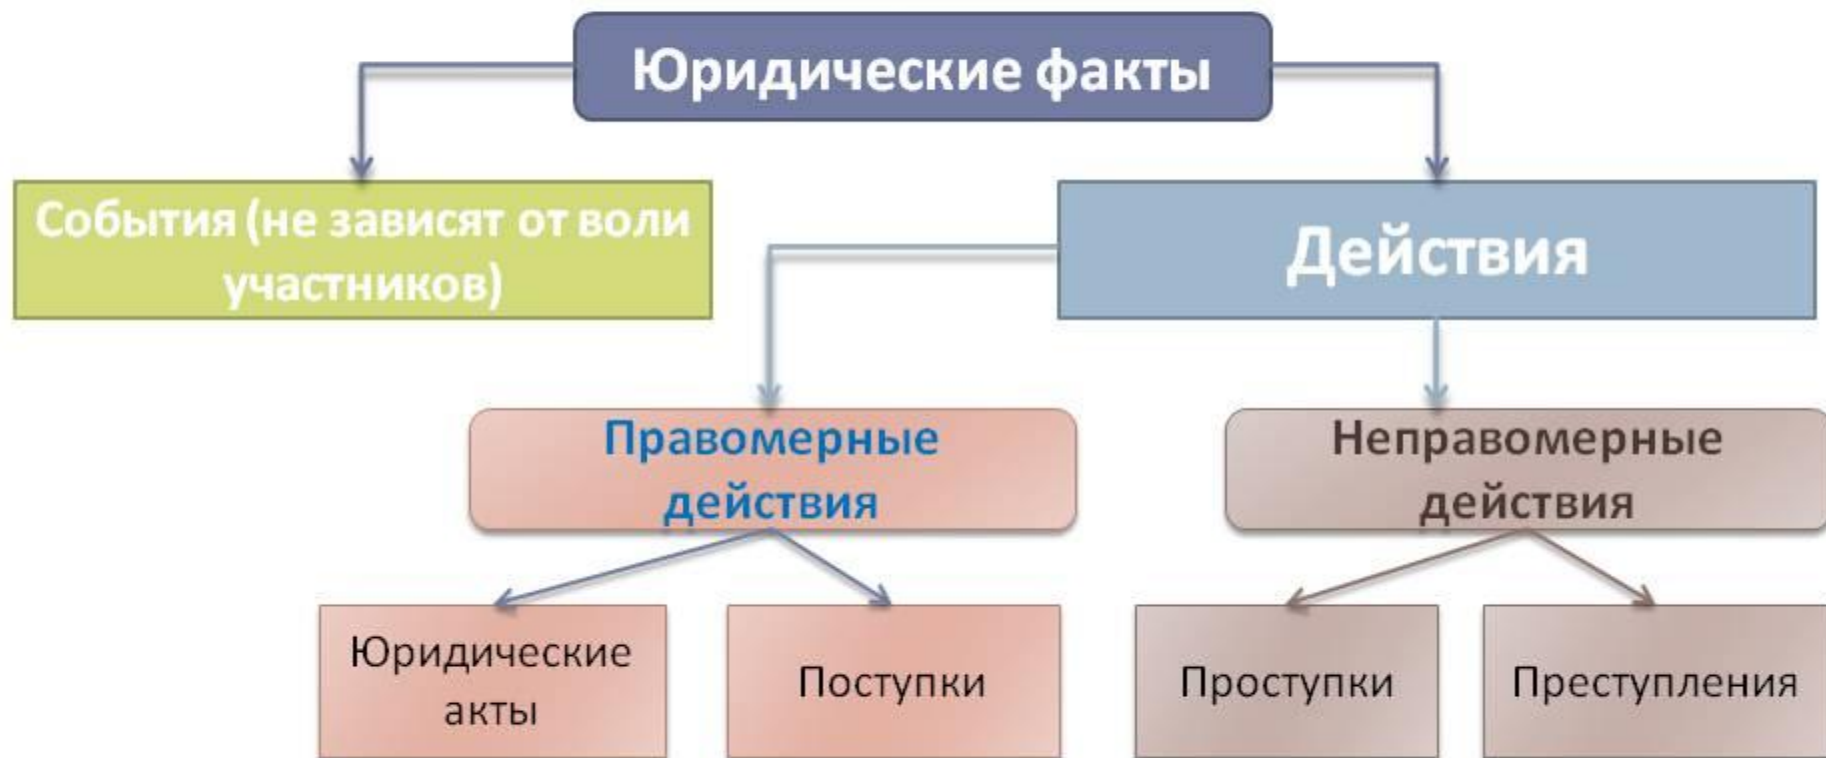 Юридические факты
События (не зависят от воли
участников)
Действия
Правомерные
действия
Неправомерные
действия
Юридические
акты
Поступки
Проступки
Преступления